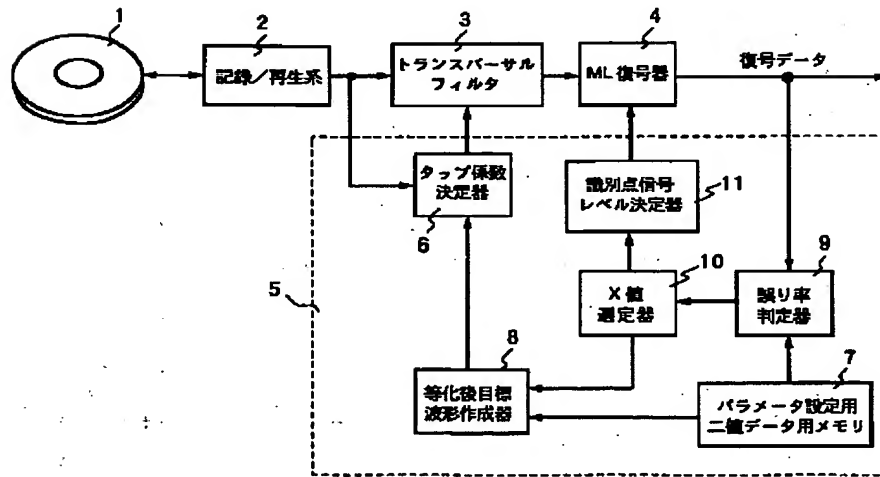 1
2
記録/再生系
3
トランスバーサル
フィルタ
4
ML復号器
復号データ
タップ係数
決定器
6
識別点信号
レベル決定器
11
5
X値
選定器
10
誤り率
判定器
9
8
等化後目標
波形作成器
7
パラメータ設定用
二値データ用メモリ